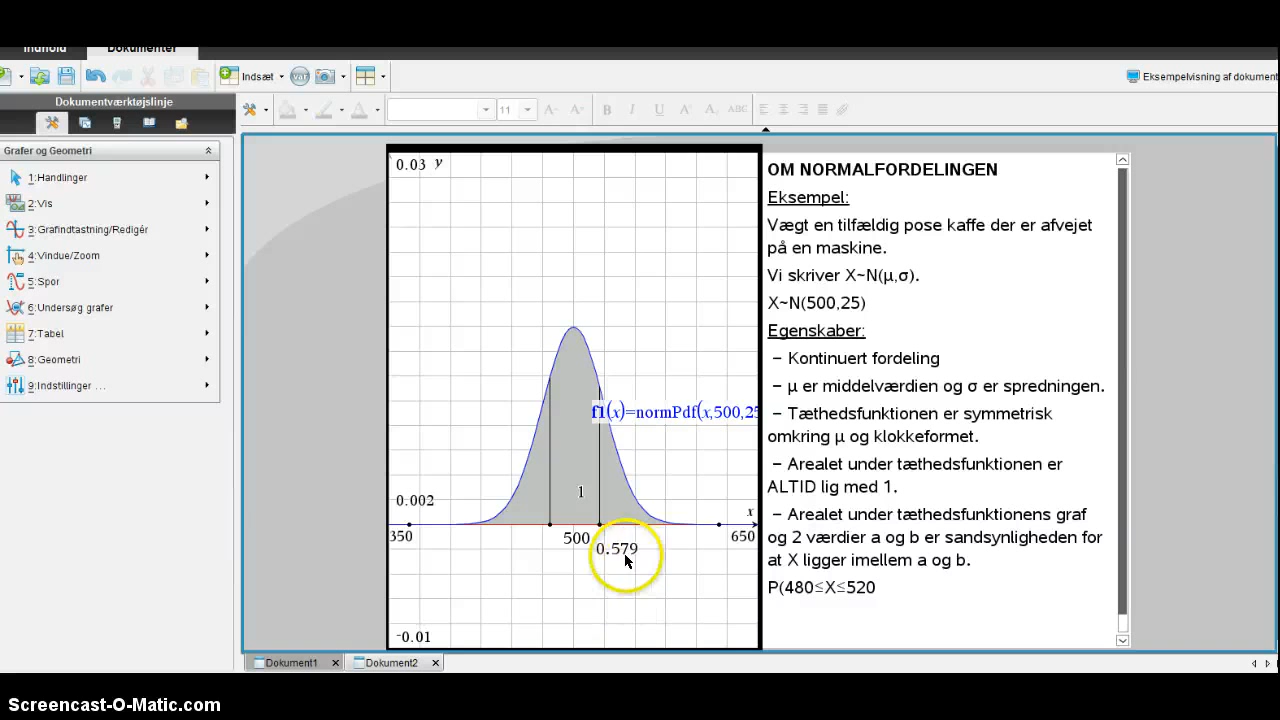 Indhold Dokumenter
Indsæt
Eksempelvisning af dokument
Dokumentværktøjslinje
11
B I U A A ABC
Grafer og Geometri
1:Handlinger
2:Vis
3:Grafindtastning/Redigér
4:Vindue/Zoom
5:Spor
6:Undersøg grafer
7:Tabel
8:Geometri
9:Indstillinger ...
0.03 y
f1(x)=normPdf(x,500,25
1
0.002
x
350
500
650
0.579
-0.01
OM NORMALFORDELINGEN
Eksempel:
Vægt en tilfældig pose kaffe der er afvejet
på en maskine.
Vi skriver X~N(μ,σ).
X~N(500,25)
Egenskaber:
– Kontinuert fordeling
– μ er middelværdien og σ er spredningen.
– Tæthedsfunktionen er symmetrisk
omkring μ og klokkeformet.
– Arealet under tæthedsfunktionen er
ALTID lig med 1.
– Arealet under tæthedsfunktionens graf
og 2 værdier a og b er sandsynligheden for
at X ligger imellem a og b.
P(480≤X≤520
Dokument1 Dokument2
Screencast-O-Matic.com